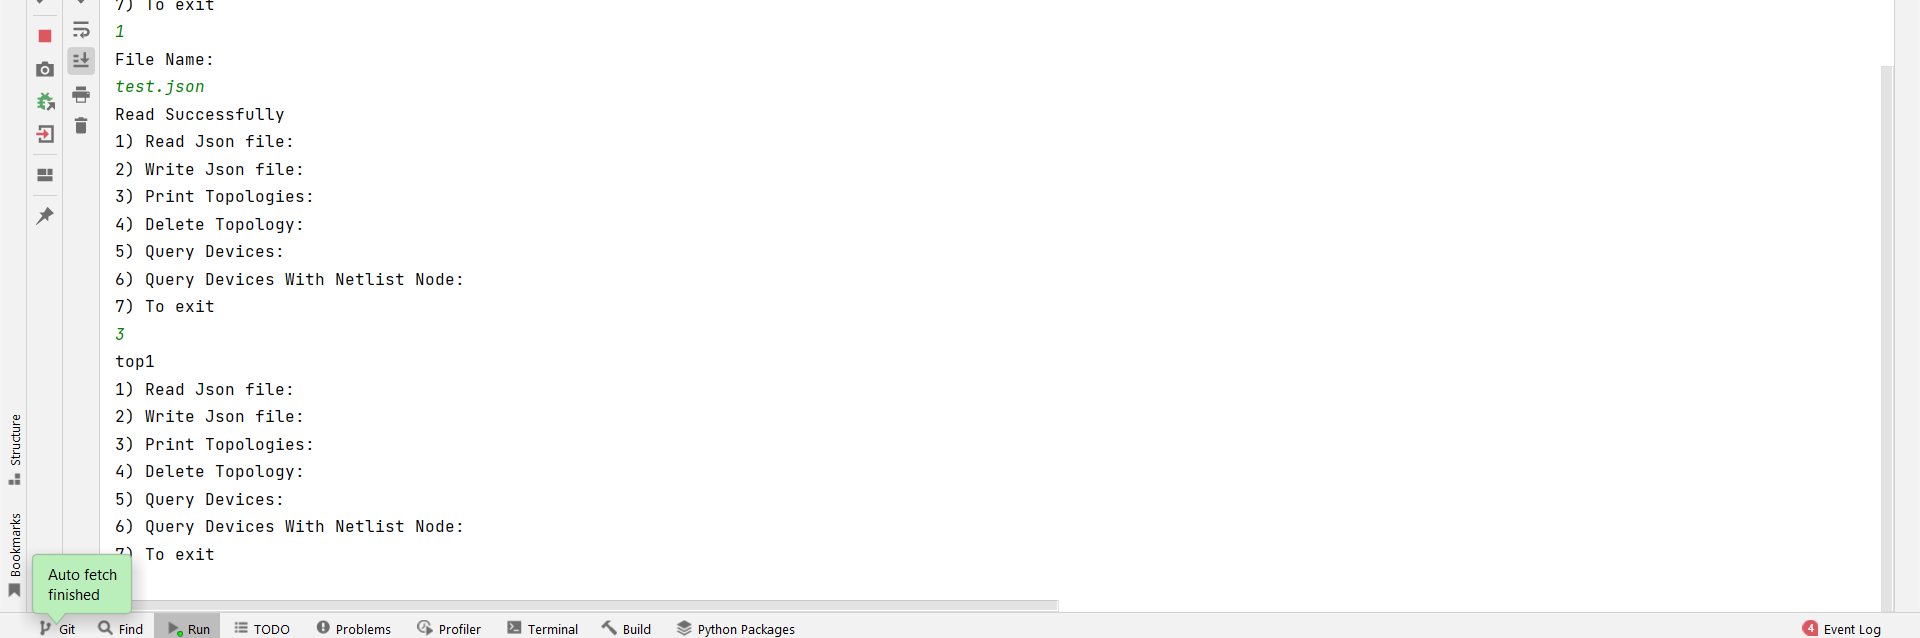 7) To exit
1
File Name:
test.json
Read Successfully
1) Read Json file:
2) Write Json file:
3) Print Topologies:
4) Delete Topology:
5) Query Devices:
6) Query Devices With Netlist Node:
7) To exit
3
top1
1) Read Json file:
2) Write Json file:
3) Print Topologies:
4) Delete Topology:
5) Query Devices:
6) Query Devices With Netlist Node:
7) To exit
Structure
Bookmarks
Auto fetch
finished
Git Find Run TODO Problems Profiler Terminal Build Python Packages 4 Event Log